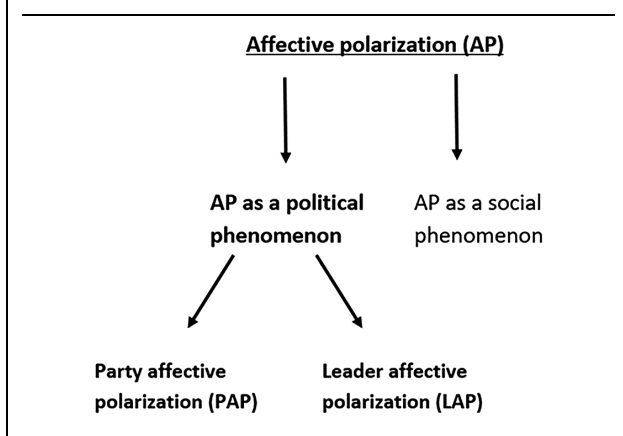 Affective polarization (AP)
AP as a political
phenomenon
AP as a social
phenomenon
Party affective
polarization (PAP)
Leader affective
polarization (LAP)